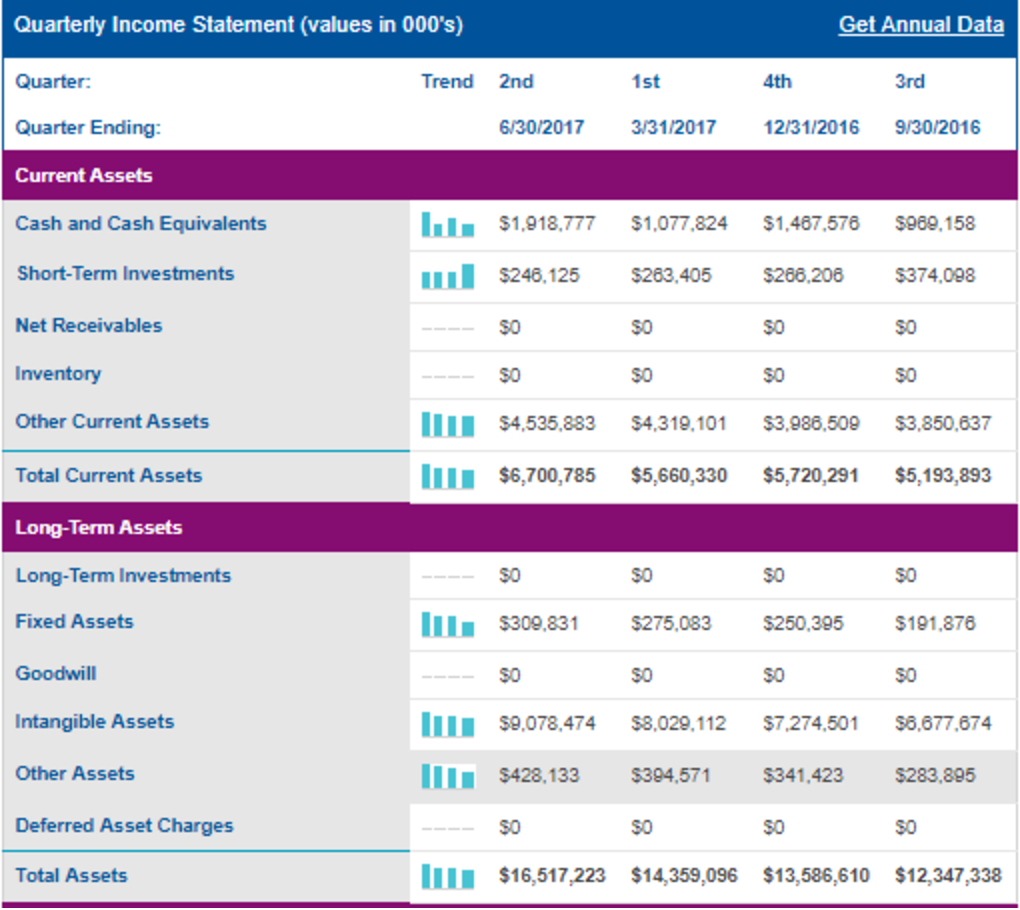 Quarterly Income Statement (values in 000's) Get Annual Data
Quarter: Trend 2nd 1st 4th 3rd
Quarter Ending: 6/30/2017 3/31/2017 12/31/2016 9/30/2016
Current Assets
Cash and Cash Equivalents $1,918,777 $1,077,824 $1,467,576 $969,158
Short-Term Investments $246,125 $263,405 $266,206 $374,098
Net Receivables $0 $0 $0 $0
Inventory $0 $0 $0 $0
Other Current Assets $4,535,883 $4,319,101 $3,986,509 $3,850,637
Total Current Assets $6,700,785 $5,660,330 $5,720,291 $5,193,893
Long-Term Assets
Long-Term Investments $0 $0 $0 $0
Fixed Assets $309,831 $275,083 $250,395 $191,876
Goodwill $0 $0 $0 $0
Intangible Assets $9,078,474 $8,029,112 $7,274,501 $6,677,674
Other Assets $428,133 $394,571 $341,423 $283,895
Deferred Asset Charges $0 $0 $0 $0
Total Assets $16,517,223 $14,359,096 $13,586,610 $12,347,338